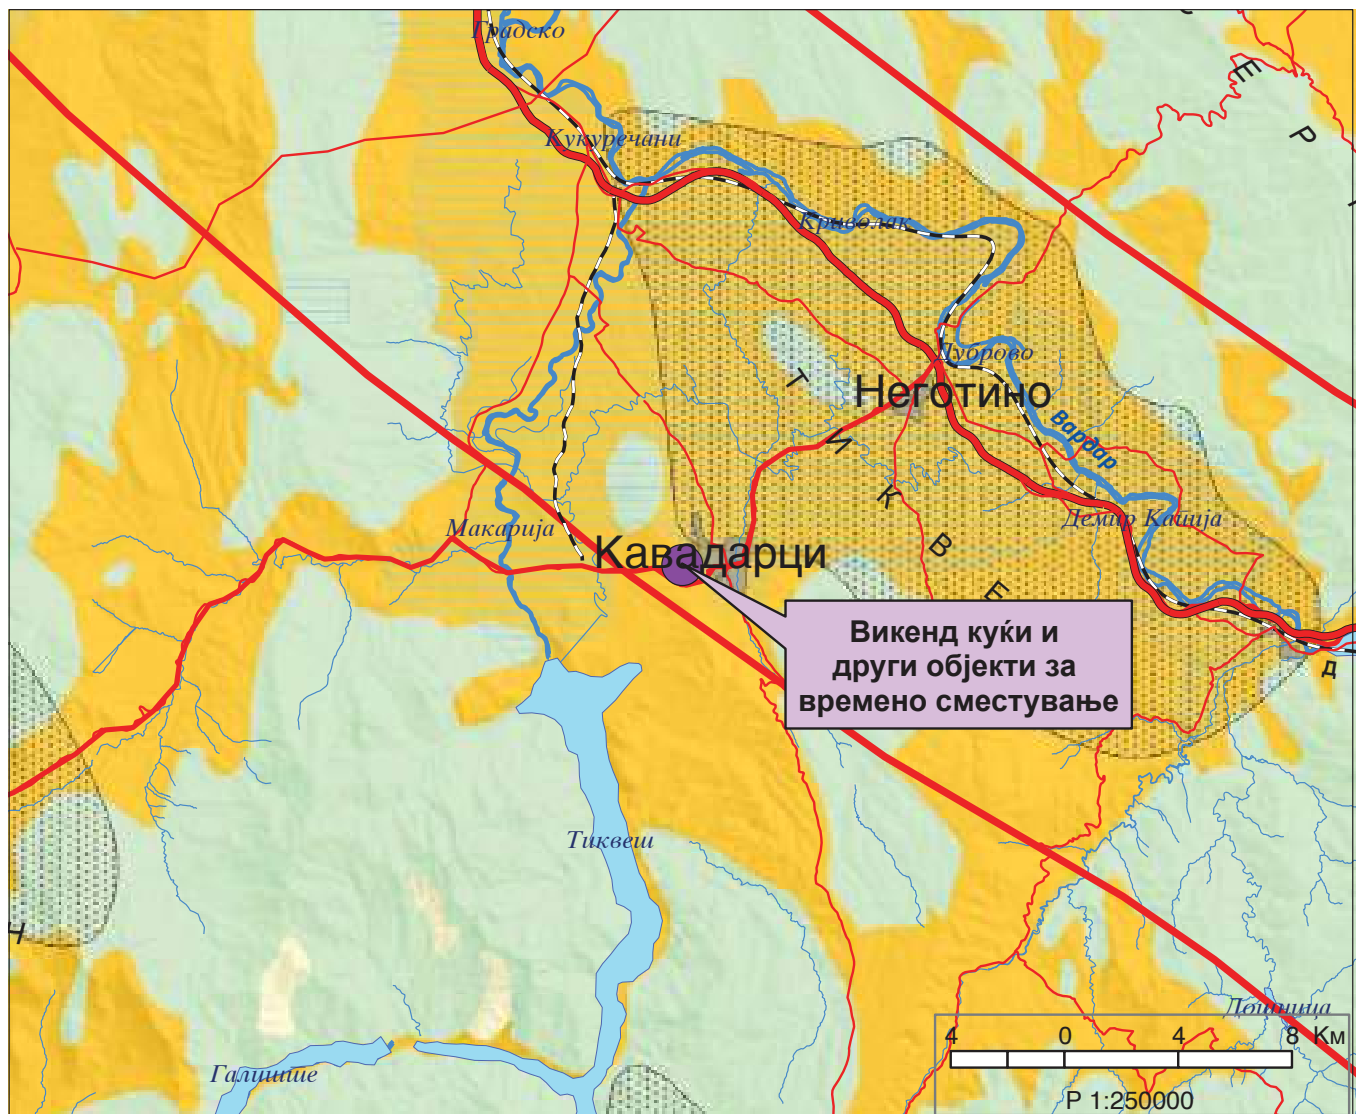 Градско
Кукуречани
Криволак
Дуброво
Неготино
Вардар
Демир Капија
Макарија
Кавадарци
Викенд куќи и
други објекти за
времено сместување
Т И К В Е
Е Р
Д
Тиквеш
Дошница
Галишше
4 0 4 8 Км
Р 1:250000